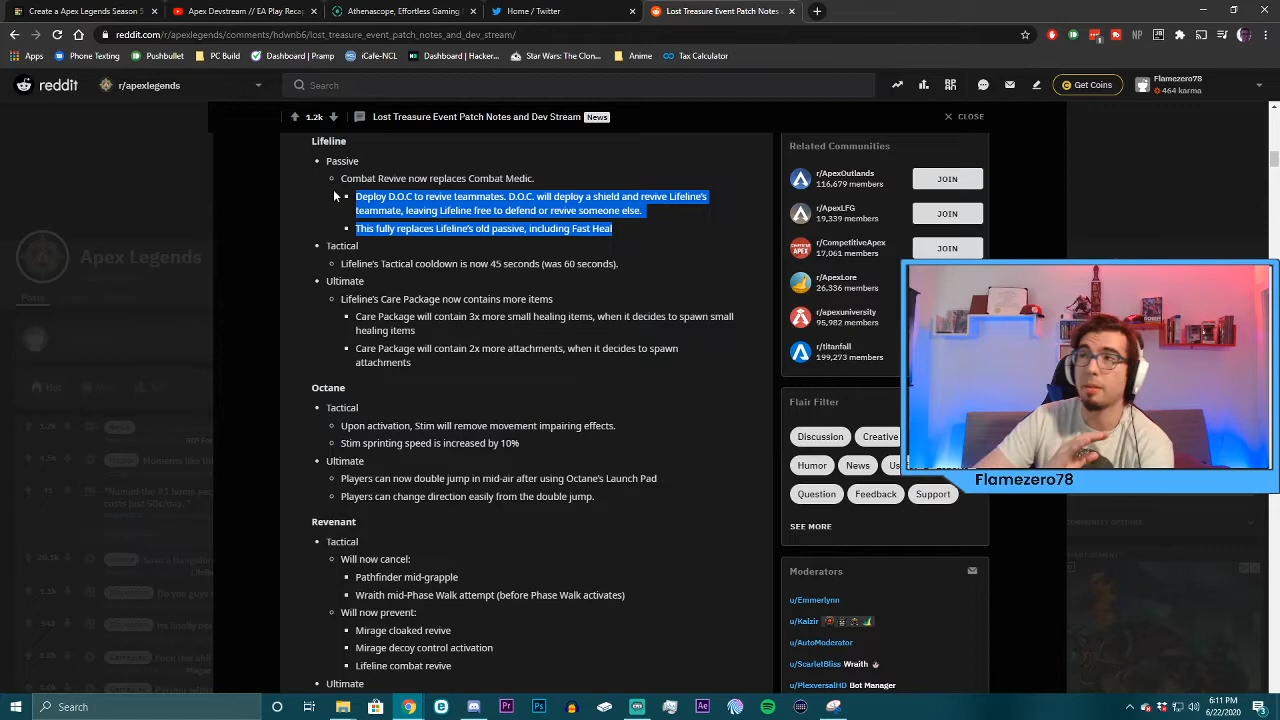 Create a Apex Legends Season 5
Apex Devstream // EA Play Recap
Athenascope, Effortless Gaming
Home / Twitter
Lost Treasure Event Patch Notes
reddit.com/r/apexlegends/comments/hdwnb6/lost_treasure_event_patch_notes_and_dev_stream/
Apps Phone Texting Pushbullet PC Build Dashboard | Pimp iCafe-NCL Dashboard | Hacker... Star Wars: The Clon... Anime Tax Calculator
reddit r/apexlegends Search Get Coins Flamezero78
464 karma
1.2k Lost Treasure Event Patch Notes and Dev Stream News CLOSE
Lifeline
Passive
Combat Revive now replaces Combat Medic.
Deploy D.O.C to revive teammates. D.O.C. will deploy a shield and revive Lifeline's
teammate, leaving Lifeline free to defend or revive someone else.
This fully replaces Lifeline's old passive, including Fast Heal
Tactical
Lifeline's Tactical cooldown is now 45 seconds (was 60 seconds).
Ultimate
Lifeline's Care Package now contains more items
Care Package will contain 3x more small healing items, when it decides to spawn small
healing items
Care Package will contain 2x more attachments, when it decides to spawn
attachments
Octane
Tactical
Upon activation, Stim will remove movement impairing effects.
Stim sprinting speed is increased by 10%
Ultimate
Players can now double jump in mid-air after using Octane's Launch Pad
Players can change direction easily from the double jump.
Revenant
Tactical
Will now cancel:
Pathfinder mid-grapple
Wraith mid-Phase Walk attempt (before Phase Walk activates)
Will now prevent:
Mirage cloaked revive
Mirage decoy control activation
Lifeline combat revive
Ultimate
Related Communities
r/ApexOutlands
116,679 members
JOIN
r/ApexLFG
19,339 members
JOIN
r/CompetitiveApex
17,061 members
JOIN
r/ApexLore
26,336 members
r/apexuniversity
95,982 members
r/titanfall
199,273 members
Flair Filter
Discussion Creative
Humor News
Question Feedback Support
SEE MORE
Moderators
u/Emmerlynn
u/Kalzir
u/AutoModerator
u/ScarletBliss Wraith
u/PlexversalHD Bot Manager
Flamezero78
Apex Legends
Posts
Hot
Search
6:11 PM
6/22/2020